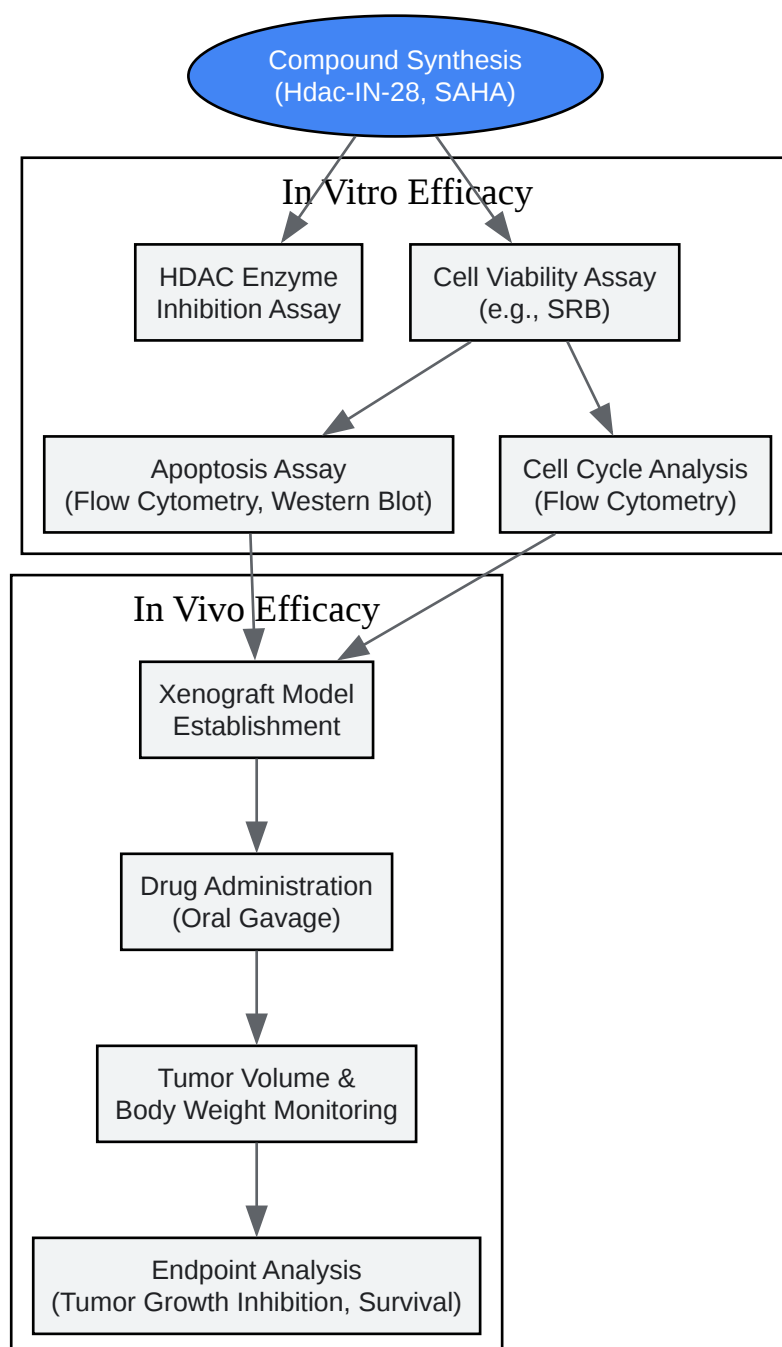 Compound Synthesis
(Hdac-IN-28, SAHA)
In Vitro Efficacy
HDAC Enzyme
Inhibition Assay
Cell Viability Assay
(e.g., SRB)
Apoptosis Assay
(Flow Cytometry, Western Blot)
Cell Cycle Analysis
(Flow Cytometry)
In Vivo Efficacy
Xenograft Model
Establishment
Drug Administration
(Oral Gavage)
Tumor Volume &
Body Weight Monitoring
Endpoint Analysis
(Tumor Growth Inhibition, Survival)